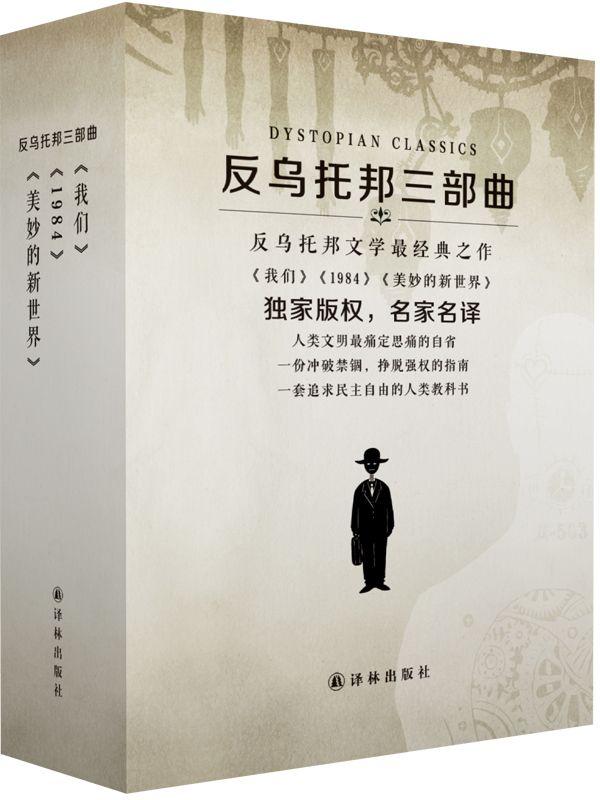 反乌托邦三部曲
《我们》
《1984》
《美妙的新世界》
译林出版社
DYSTOPIAN CLASSICS
反乌托邦三部曲
反乌托邦文学最经典之作
《我们》《1984》《美妙的新世界》
独家版权，名家名译
人类文明最痛定思痛的自省
一份冲破禁锢，挣脱强权的指南
一套追求民主自由的人类教科书
译林出版社